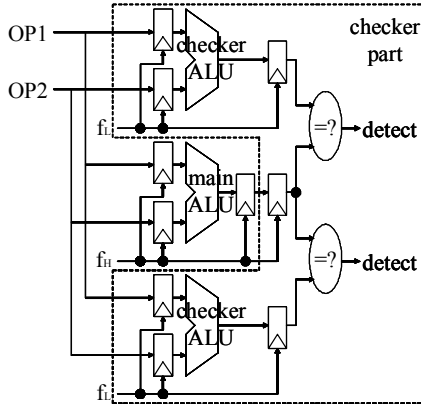 OP1
OP2
checker
part
checker
ALU
fL
=?
detect
main
ALU
fH
=?
detect
checker
ALU
fL